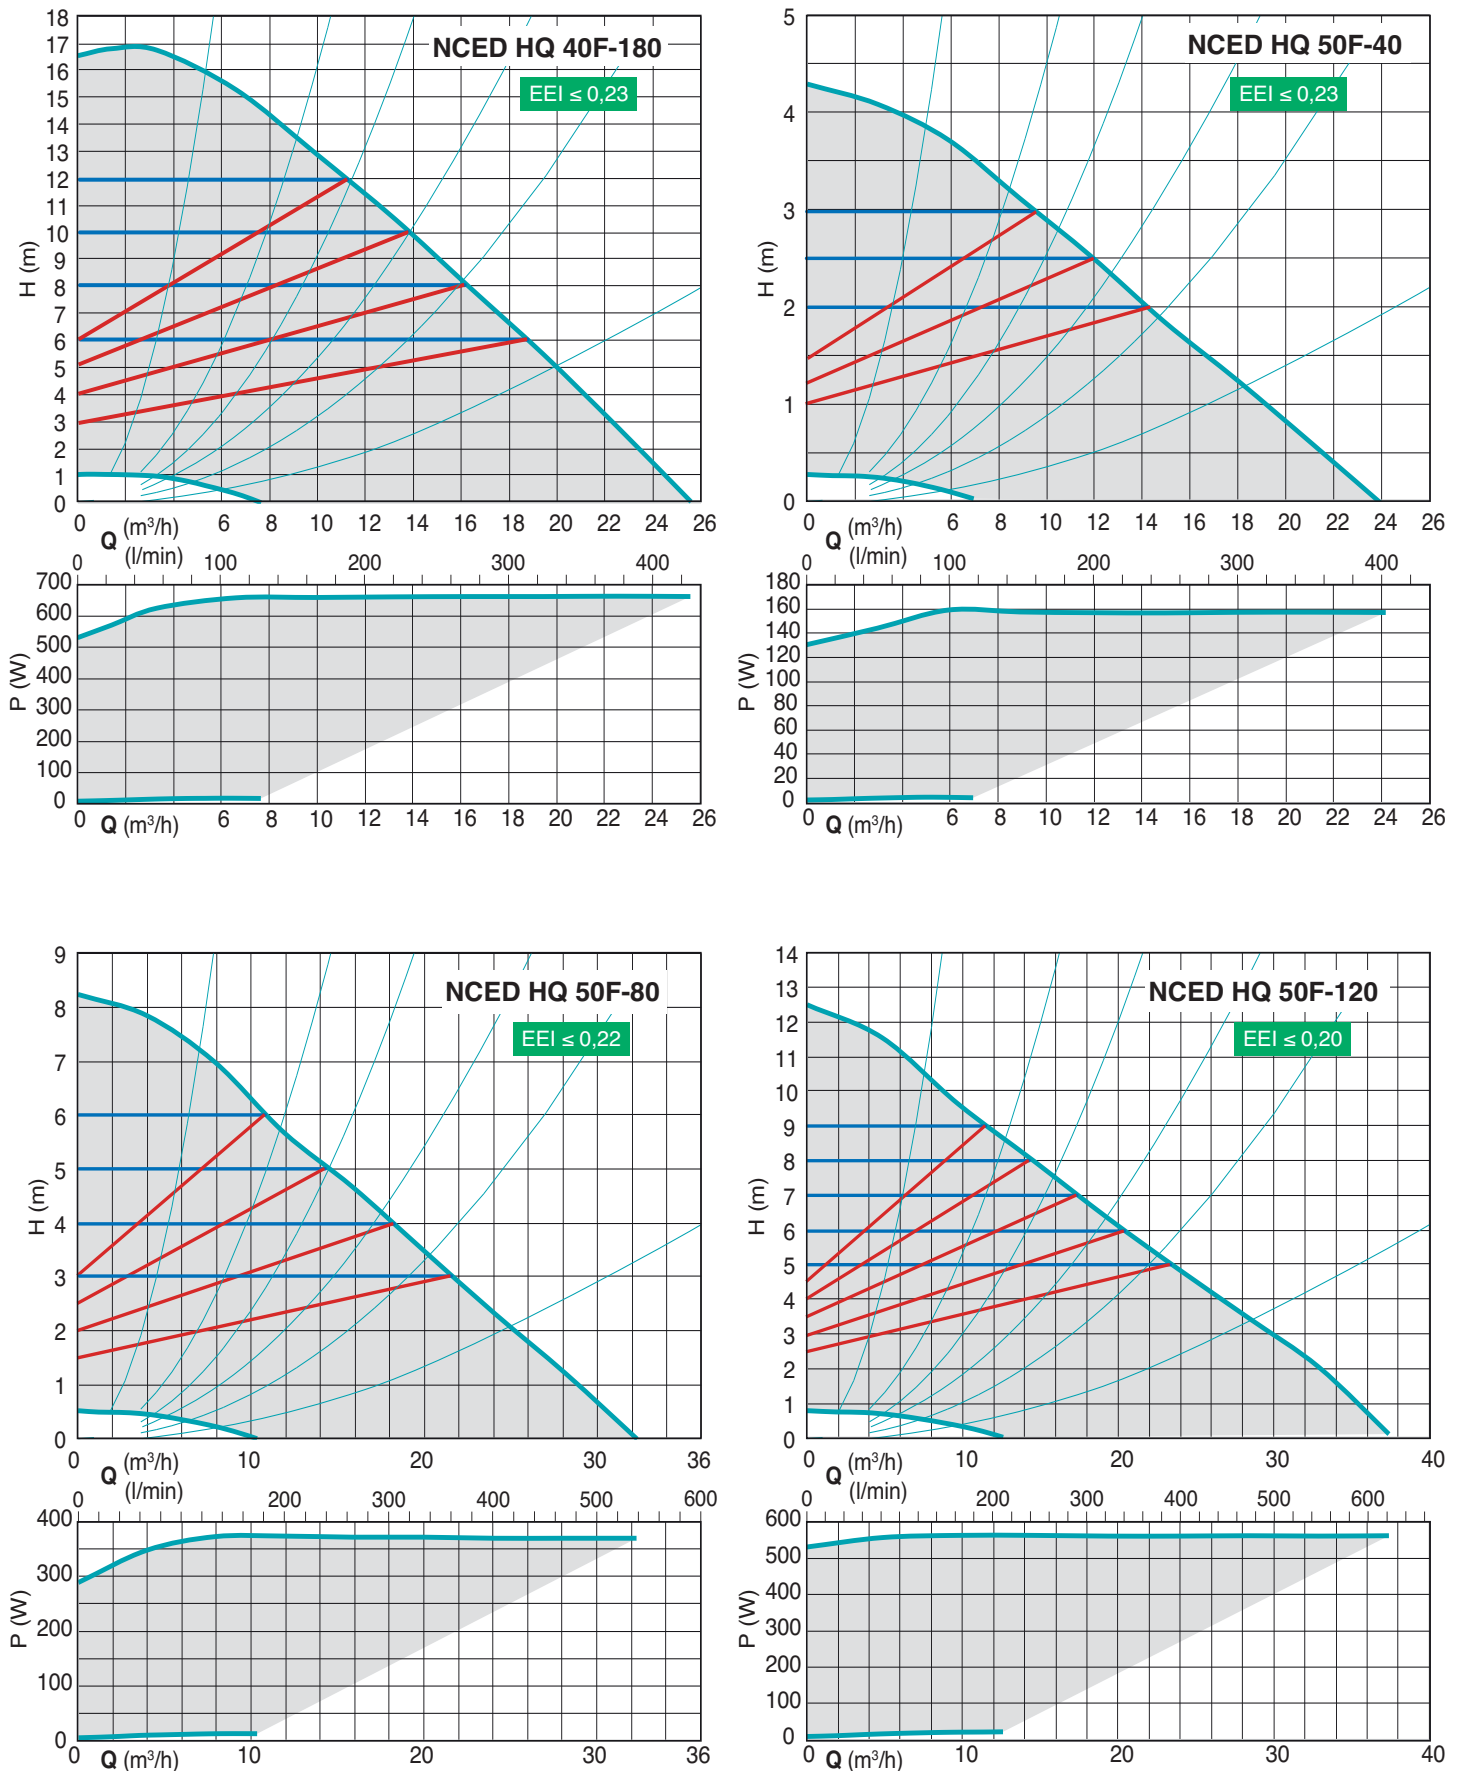 NCED HQ 40F-180
EEI ≤ 0,23
H (m)
18
17
16
15
14
13
12
11
10
9
8
7
6
5
4
3
2
1
0
0 Q (m³/h) 6 8 10 12 14 16 18 20 22 24 26
(l/min)
0 100 200 300 400
P (W)
700
600
500
400
300
200
100
0
0 Q (m³/h) 6 8 10 12 14 16 18 20 22 24 26
NCED HQ 50F-40
EEI ≤ 0,23
H (m)
5
4
3
2
1
0
0 Q (m³/h) 6 8 10 12 14 16 18 20 22 24 26
(l/min)
0 100 200 300 400
P (W)
180
160
140
120
100
80
60
40
20
0
0 Q (m³/h) 6 8 10 12 14 16 18 20 22 24 26
NCED HQ 50F-80
EEI ≤ 0,22
H (m)
9
8
7
6
5
4
3
2
1
0
0 Q (m³/h) 10 20 30 36
(l/min)
0 200 300 400 500 600
P (W)
400
300
200
100
0
0 Q (m³/h) 10 20 30 36
NCED HQ 50F-120
EEI ≤ 0,20
H (m)
14
13
12
11
10
9
8
7
6
5
4
3
2
1
0
0 Q (m³/h) 10 20 30 40
(l/min)
0 200 300 400 500 600
P (W)
600
500
400
300
200
100
0
0 Q (m³/h) 10 20 30 40